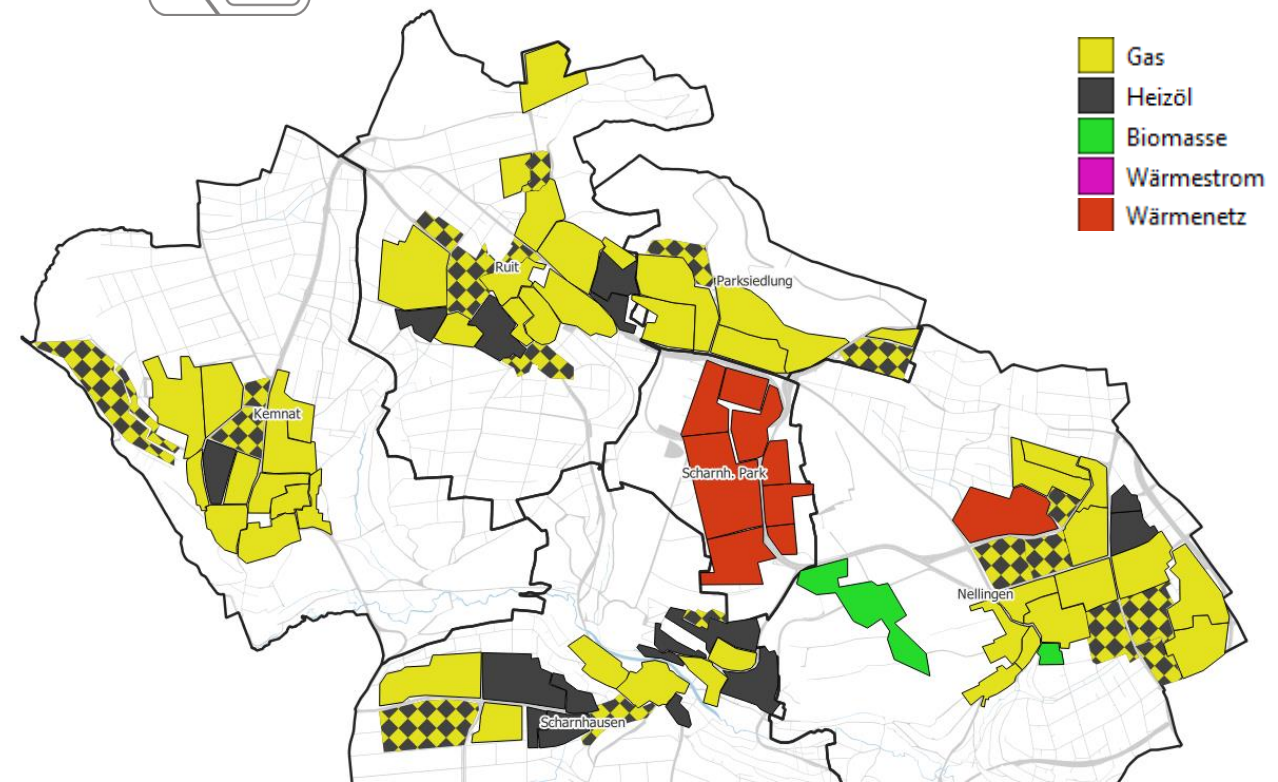 Gas
Heizöl
Biomasse
Wärmestrom
Wärmenetz
Ruit
Parksiedlung
Kemnat
Scharnh. Park
Nellingen
Scharnhausen